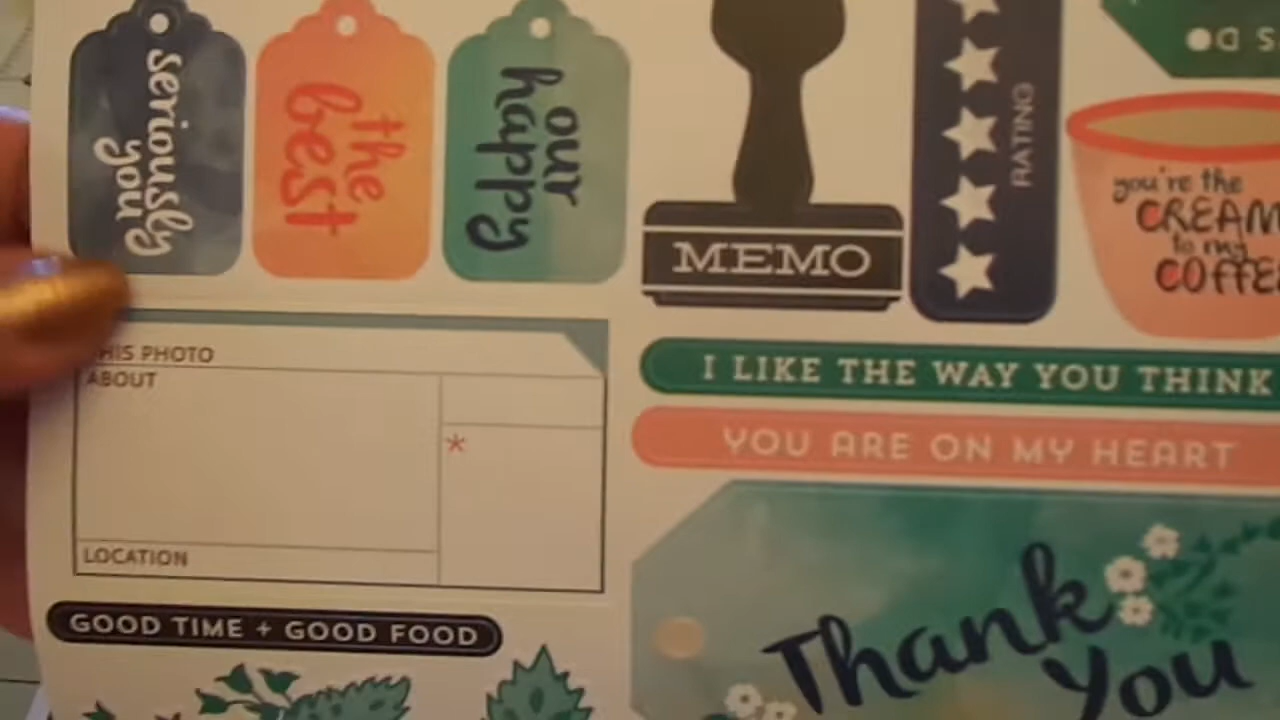 seriously
you
the
best
our
happy
MEMO
RATING
you're the
CREAM
to my
COFFEE
THIS PHOTO
ABOUT
*
LOCATION
I LIKE THE WAY YOU THINK
YOU ARE ON MY HEART
GOOD TIME + GOOD FOOD
Thank
You